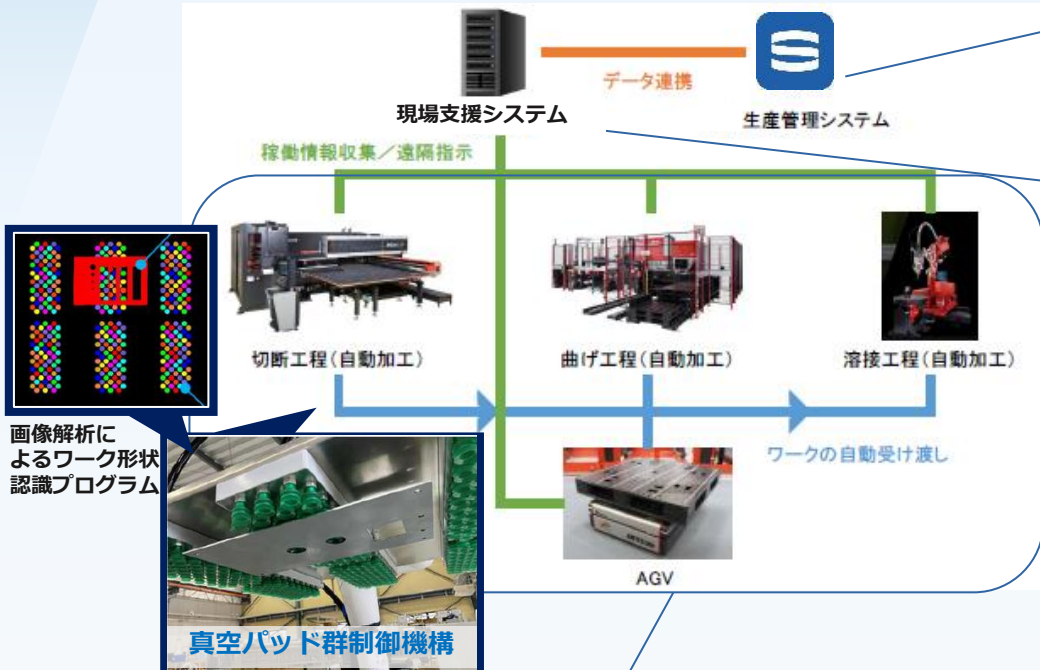 データ連携
現場支援システム
生産管理システム
稼働情報収集／遠隔指示
切断工程(自動加工)
曲げ工程(自動加工)
溶接工程(自動加工)
画像解析に
よるワーク形状
認識プログラム
ワークの自動受け渡し
AGV
真空パッド群制御機構